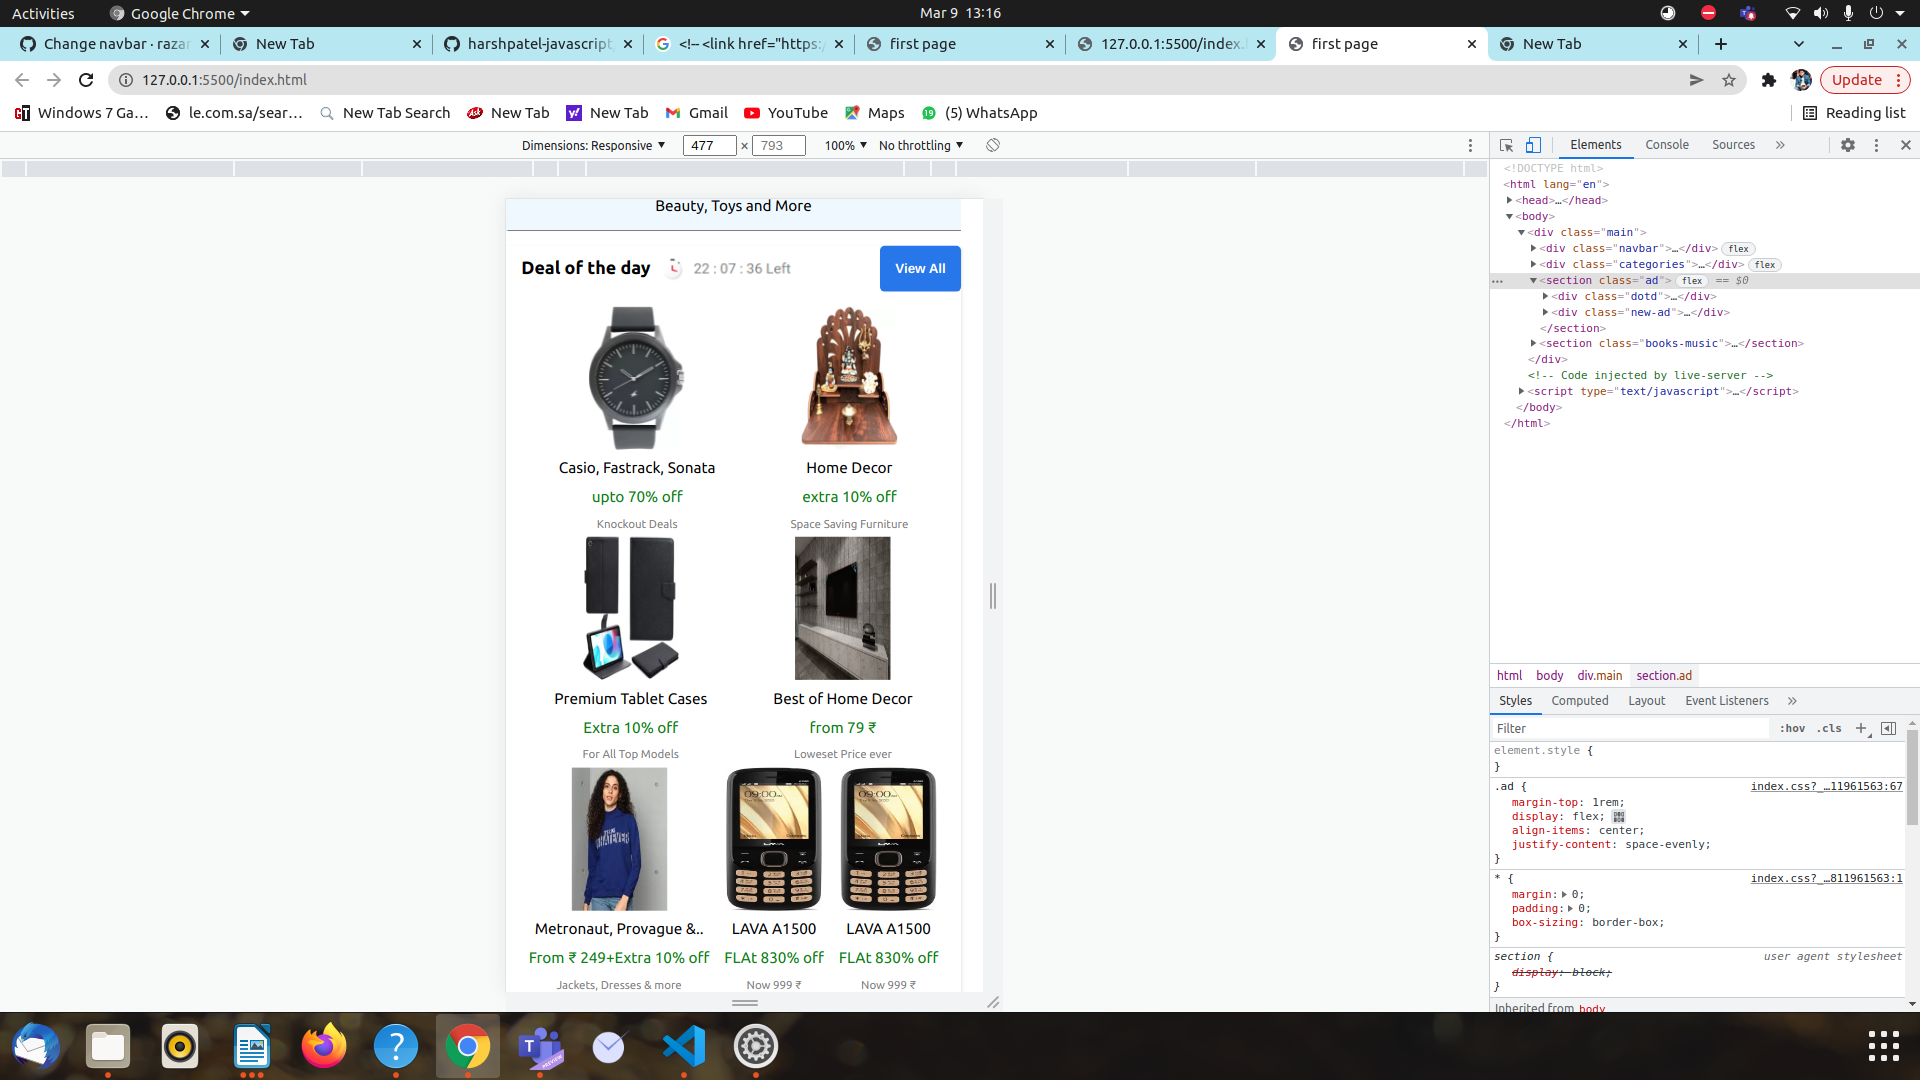 Activities
Google Chrome
Mar 9 13:16
Change navbar · razar
New Tab
harshpatel-javascript
<!-- <link href="https:/
first page
127.0.0.1:5500/index.
first page
New Tab
127.0.0.1:5500/index.html
Update
Windows 7 Ga...
le.com.sa/sear...
New Tab Search
New Tab
New Tab
Gmail
YouTube
Maps
(5) WhatsApp
Reading list
Dimensions: Responsive
477 × 793
100%
No throttling
Elements
Console
Sources
»
Beauty, Toys and More
Deal of the day
22 : 07 : 36 Left
View All
Casio, Fastrack, Sonata
Home Decor
upto 70% off
extra 10% off
Knockout Deals
Space Saving Furniture
Premium Tablet Cases
Best of Home Decor
Extra 10% off
from 79 ₹
For All Top Models
Loweset Price ever
Metronaut, Provague &..
LAVA A1500
LAVA A1500
From ₹ 249+Extra 10% off
FLAt 830% off
FLAt 830% off
Jackets, Dresses & more
Now 999 ₹
Now 999 ₹
<!DOCTYPE html>
<html lang="en">
<head>…</head>
<body>
<div class="main">
<div class="navbar">…</div> flex
<div class="categories">…</div> flex
<section class="ad"> flex == $0
<div class="dotd">…</div>
<div class="new-ad">…</div>
</section>
<section class="books-music">…</section>
</div>
<!-- Code injected by live-server -->
<script type="text/javascript">…</script>
</body>
</html>
html body div.main section.ad
Styles Computed Layout Event Listeners »
Filter :hov .cls
element.style {
}
.ad { index.css?_…11961563:67
margin-top: 1rem;
display: flex;
align-items: center;
justify-content: space-evenly;
}
* { index.css?_…811961563:1
margin: 0;
padding: 0;
box-sizing: border-box;
}
section { user agent stylesheet
display: block;
}
Inherited from body